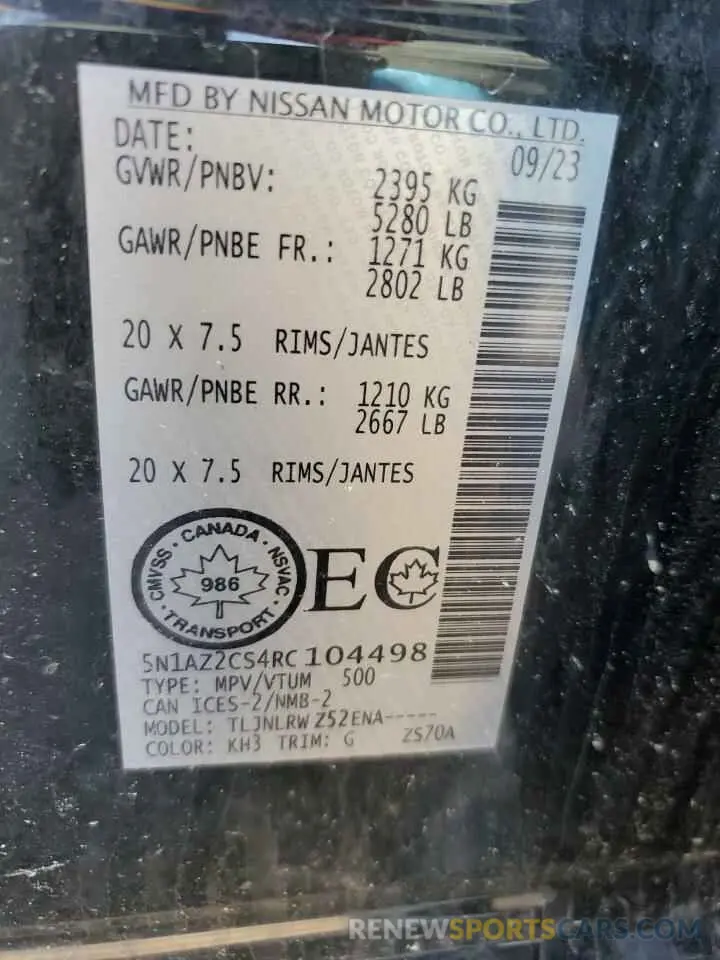 MFD BY NISSAN MOTOR CO., LTD.
DATE: 09/23
GVWR/PNBV: 2395 KG
5280 LB
GAWR/PNBE FR.: 1271 KG
2802 LB
20 X 7.5 RIMS/JANTES
GAWR/PNBE RR.: 1210 KG
2667 LB
20 X 7.5 RIMS/JANTES
CMVSS · CANADA · NSVAC · TRANSPORT ·
986
EC
5N1AZ2CS4RC104498
TYPE: MPV/VTUM 500
CAN ICES-2/NMB-2
MODEL: TLJNLRW Z52ENA-----
COLOR: KH3 TRIM: G ZS70A
RENEWSPORTSCARS.COM